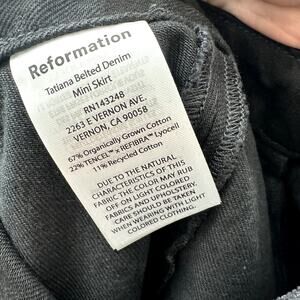 Reformation
Tatiana Belted Denim
Mini Skirt
RN143248
2263 E VERNON AVE.
VERNON, CA 90058
67% Organically Grown Cotton
22% TENCEL™ x REFIBRA™ Lyocell
11% Recycled Cotton
DUE TO THE NATURAL
CHARACTERISTICS OF THIS
FABRIC THE COLOR MAY RUB
OFF ON LIGHT COLORED
FABRICS AND UPHOLSTERY.
CARE SHOULD BE TAKEN
WHEN WEARING WITH LIGHT
COLORED CLOTHING.